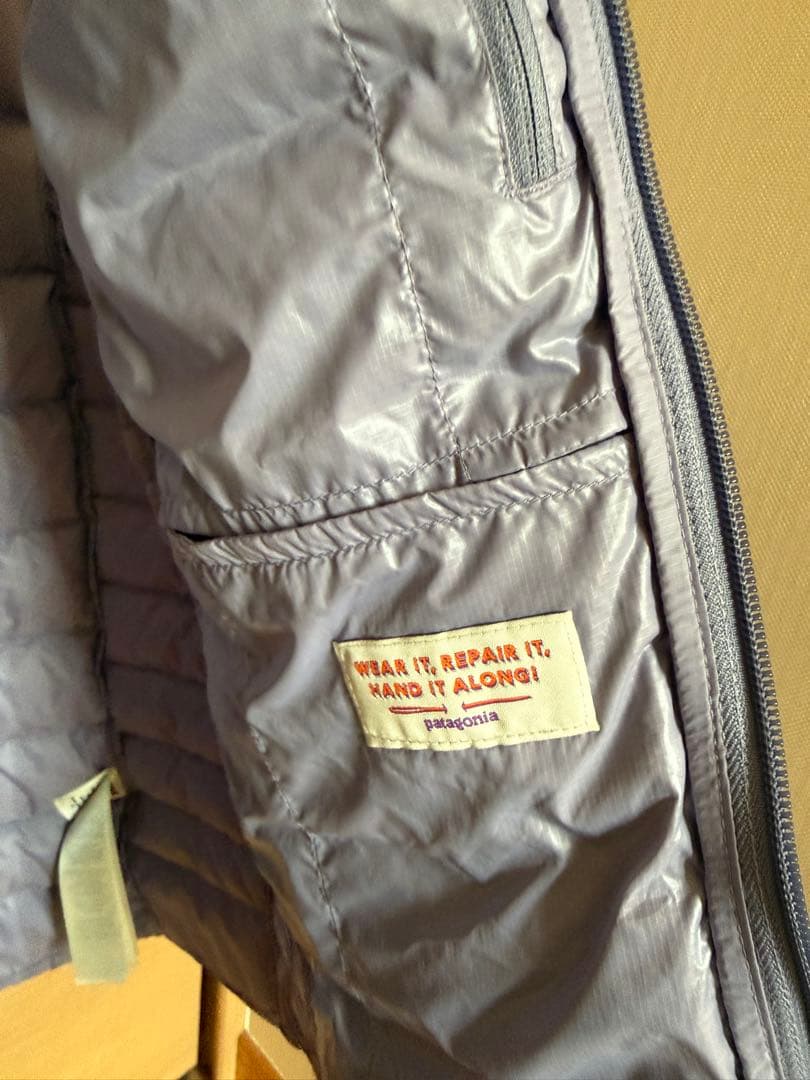 WEAR IT, REPAIR IT,
HAND IT ALONG!
patagonia